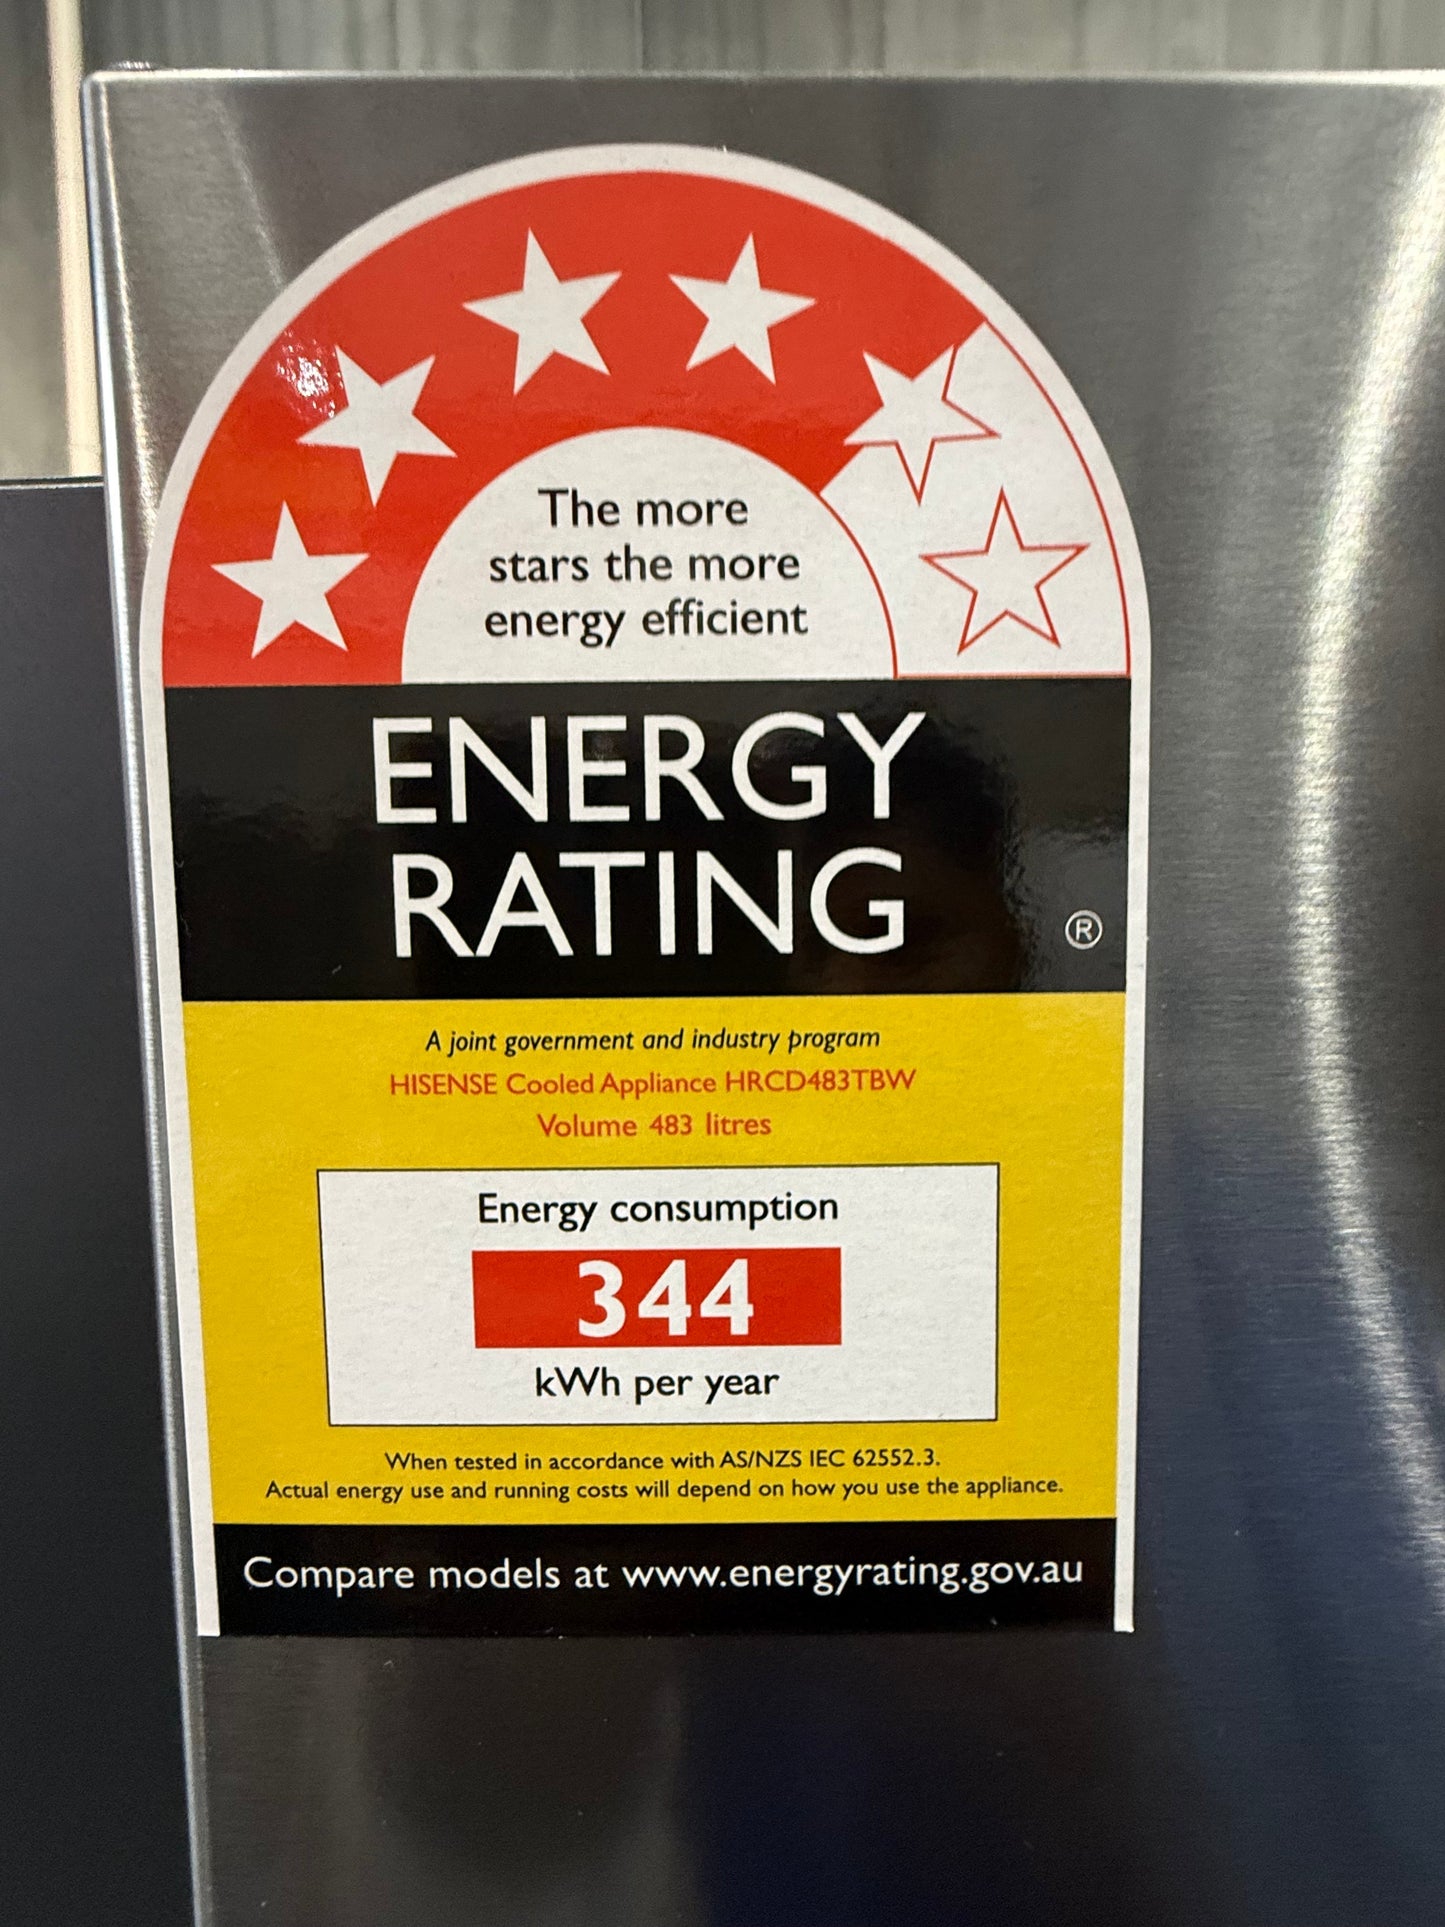 The more
stars the more
energy efficient
ENERGY
RATING
®
A joint government and industry program
HISENSE Cooled Appliance HRCD483TBW
Volume 483 litres
Energy consumption
344
kWh per year
When tested in accordance with AS/NZS IEC 62552.3.
Actual energy use and running costs will depend on how you use the appliance.
Compare models at www.energyrating.gov.au